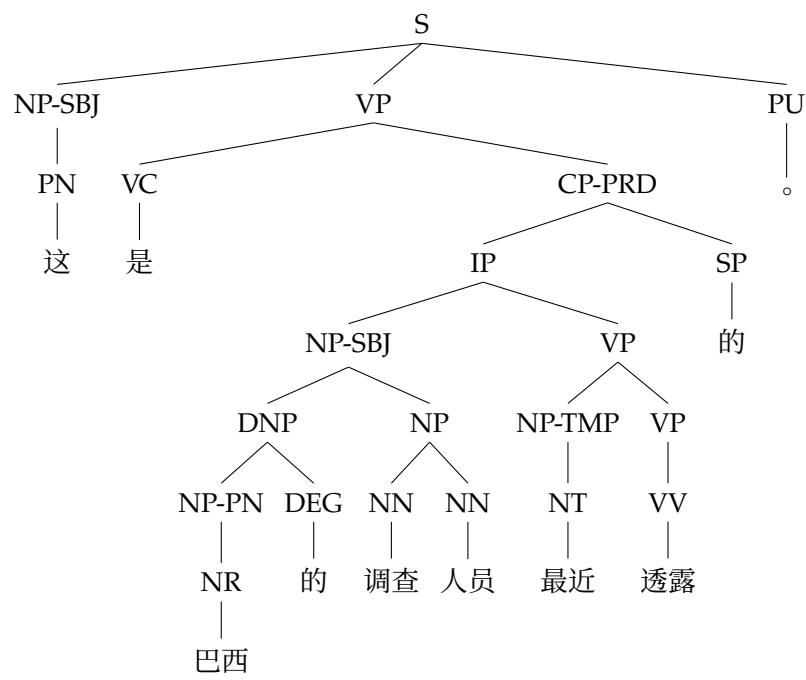 S
NP-SBJ VP PU
PN VC CP-PRD 。
这 是 IP SP
NP-SBJ VP 的
DNP NP NP-TMP VP
NP-PN DEG NN NN NT VV
NR 的 调查 人员 最近 透露
巴西